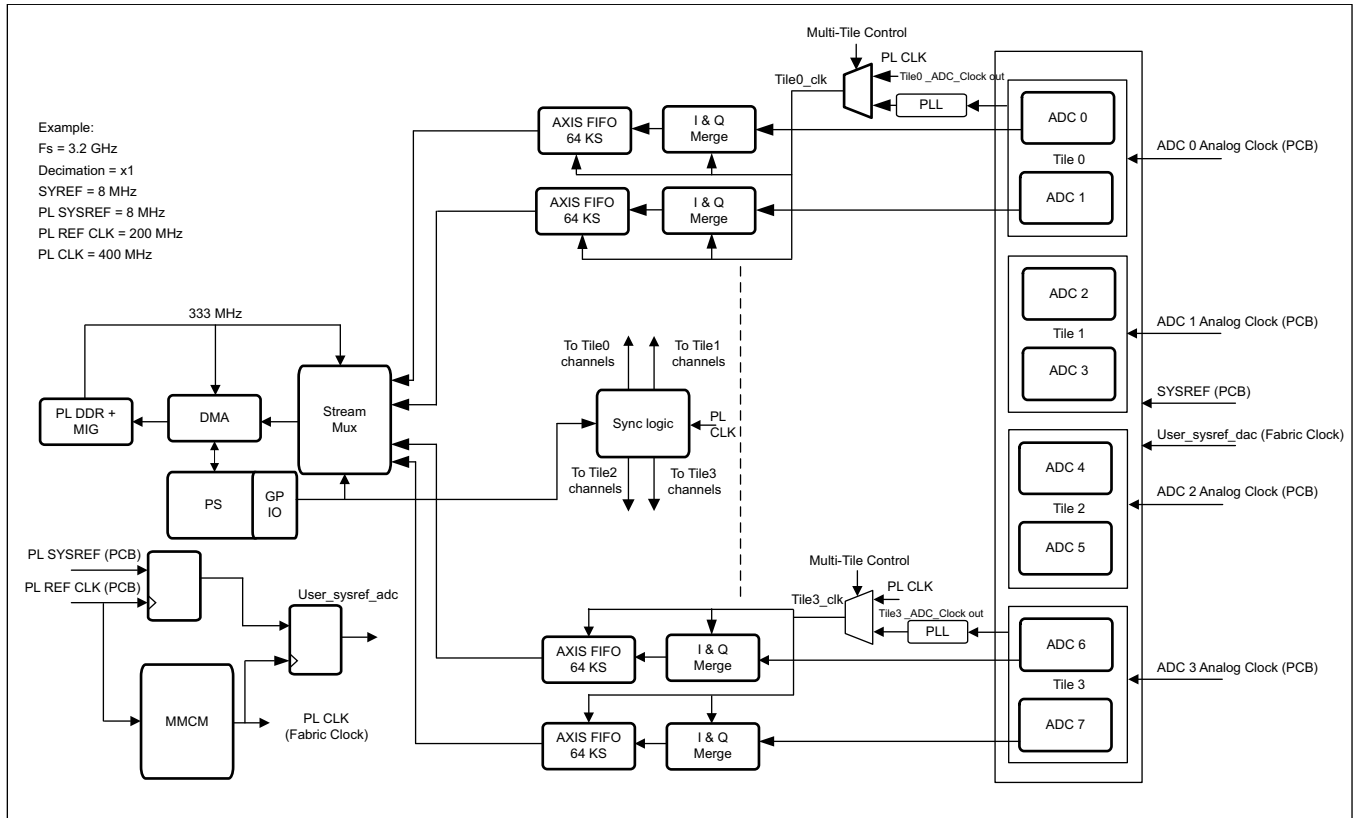 Multi-Tile Control
PL CLK
Tile0_clk
Tile0 _ADC_Clock out
PLL
Example:
Fs = 3.2 GHz
Decimation = x1
SYREF = 8 MHz
PL SYSREF = 8 MHz
PL REF CLK = 200 MHz
PL CLK = 400 MHz
AXIS FIFO
64 KS
I & Q
Merge
ADC 0
Tile 0
ADC 1
ADC 0 Analog Clock (PCB)
AXIS FIFO
64 KS
I & Q
Merge
ADC 2
Tile 1
ADC 3
ADC 1 Analog Clock (PCB)
SYSREF (PCB)
User_sysref_dac (Fabric Clock)
333 MHz
To Tile0
channels
To Tile1
channels
PL DDR +
MIG
DMA
Stream
Mux
Sync logic
PL
CLK
To Tile2
channels
To Tile3
channels
PS
GP
IO
ADC 4
Tile 2
ADC 5
ADC 2 Analog Clock (PCB)
PL SYSREF (PCB)
PL REF CLK (PCB)
User_sysref_adc
MMCM
PL CLK
(Fabric Clock)
Multi-Tile Control
PL CLK
Tile3_clk
Tile3 _ADC_Clock out
PLL
AXIS FIFO
64 KS
I & Q
Merge
ADC 6
Tile 3
ADC 7
ADC 3 Analog Clock (PCB)
AXIS FIFO
64 KS
I & Q
Merge